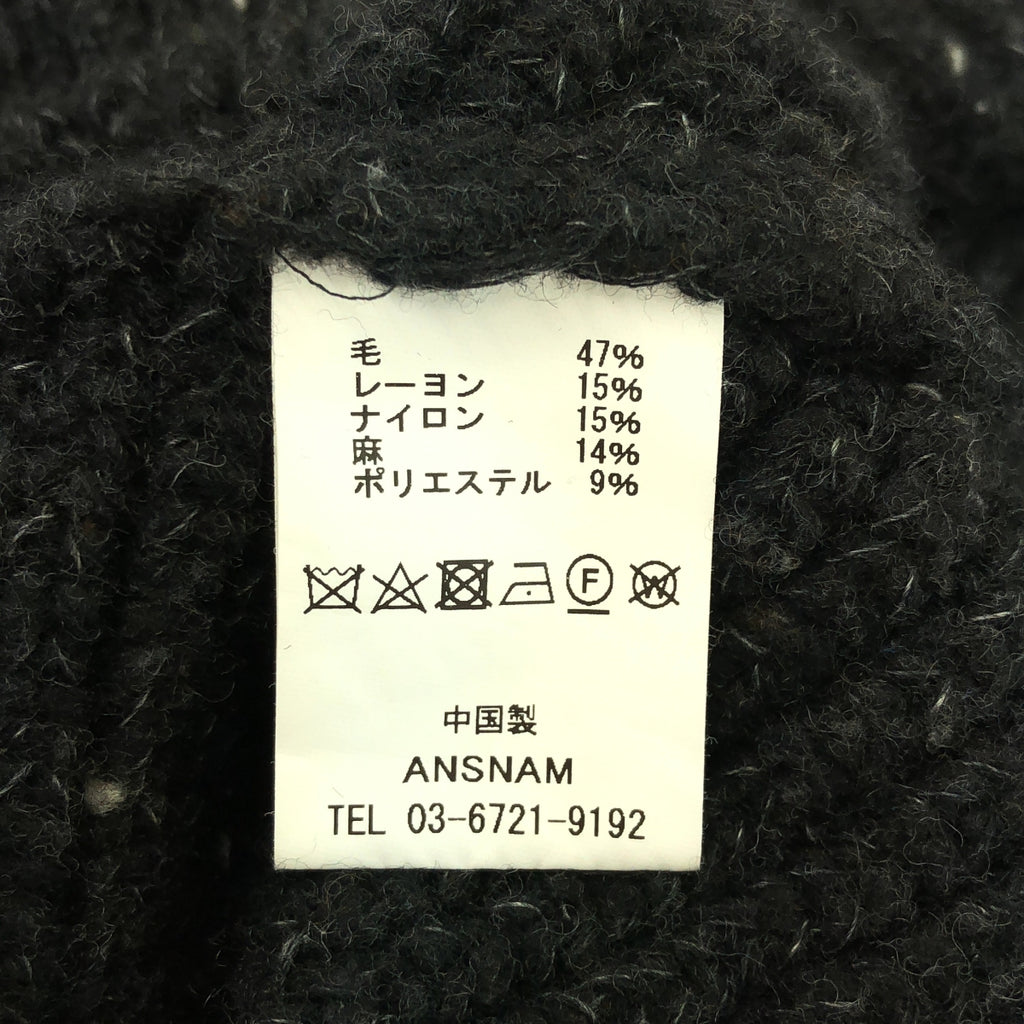 毛 47%
レーヨン 15%
ナイロン 15%
麻 14%
ポリエステル 9%
F W
中国製
ANSNAM
TEL 03-6721-9192